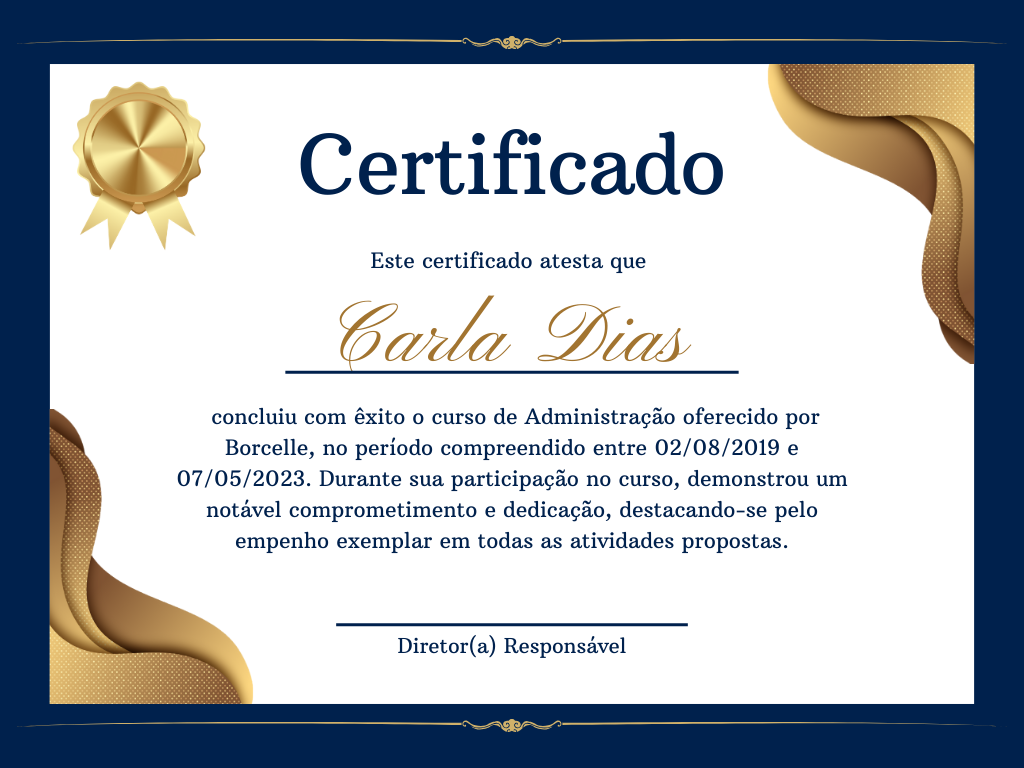 Certificado
Este certificado atesta que
Carla Dias
concluiu com êxito o curso de Administração oferecido por
Borcelle, no período compreendido entre 02/08/2019 e
07/05/2023. Durante sua participação no curso, demonstrou um
notável comprometimento e dedicação, destacando-se pelo
empenho exemplar em todas as atividades propostas.
Diretor(a) Responsável